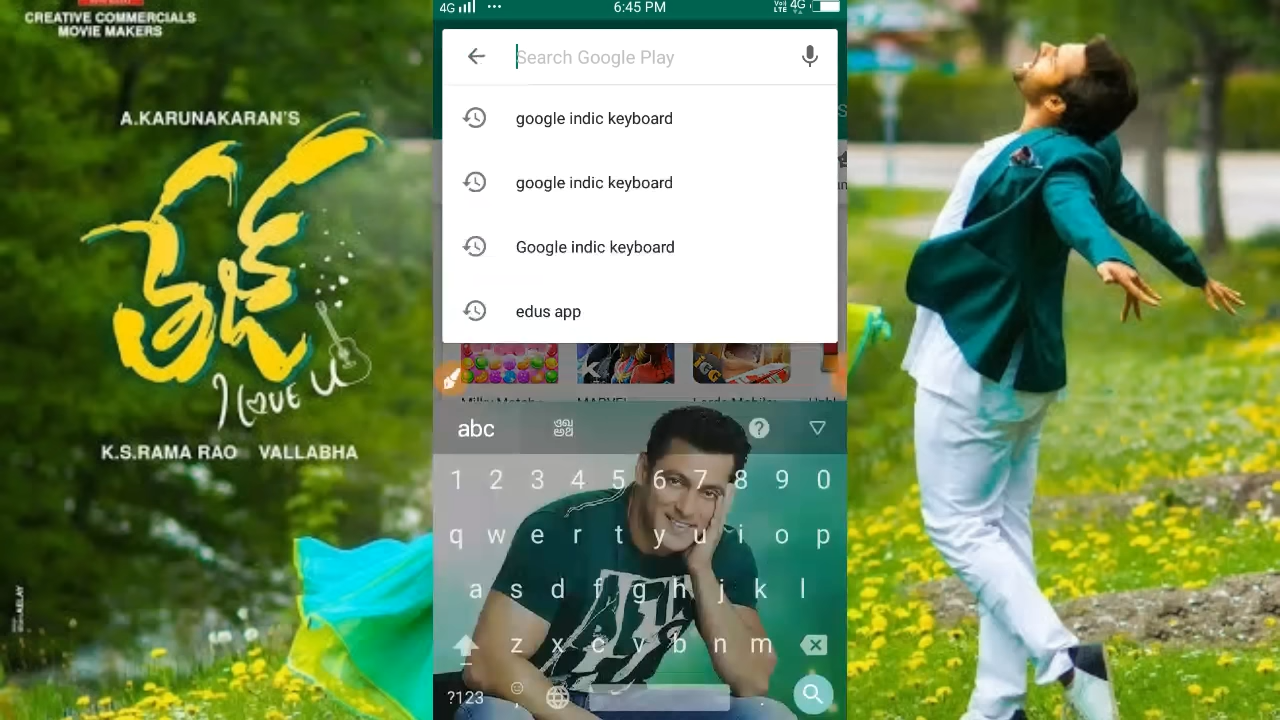 CREATIVE COMMERCIALS
MOVIE MAKERS
A.KARUNAKARAN'S
తేజ్
I LOVE U
K.S.RAMA RAO VALLABHA
4G ... 6:45 PM VoLTE 4G
Search Google Play
google indic keyboard
google indic keyboard
Google indic keyboard
edus app
abc
1 2 3 4 5 6 7 8 9 0
q w e r t y u i o p
a s d f g h j k l
z x c v b n m
?123 , .